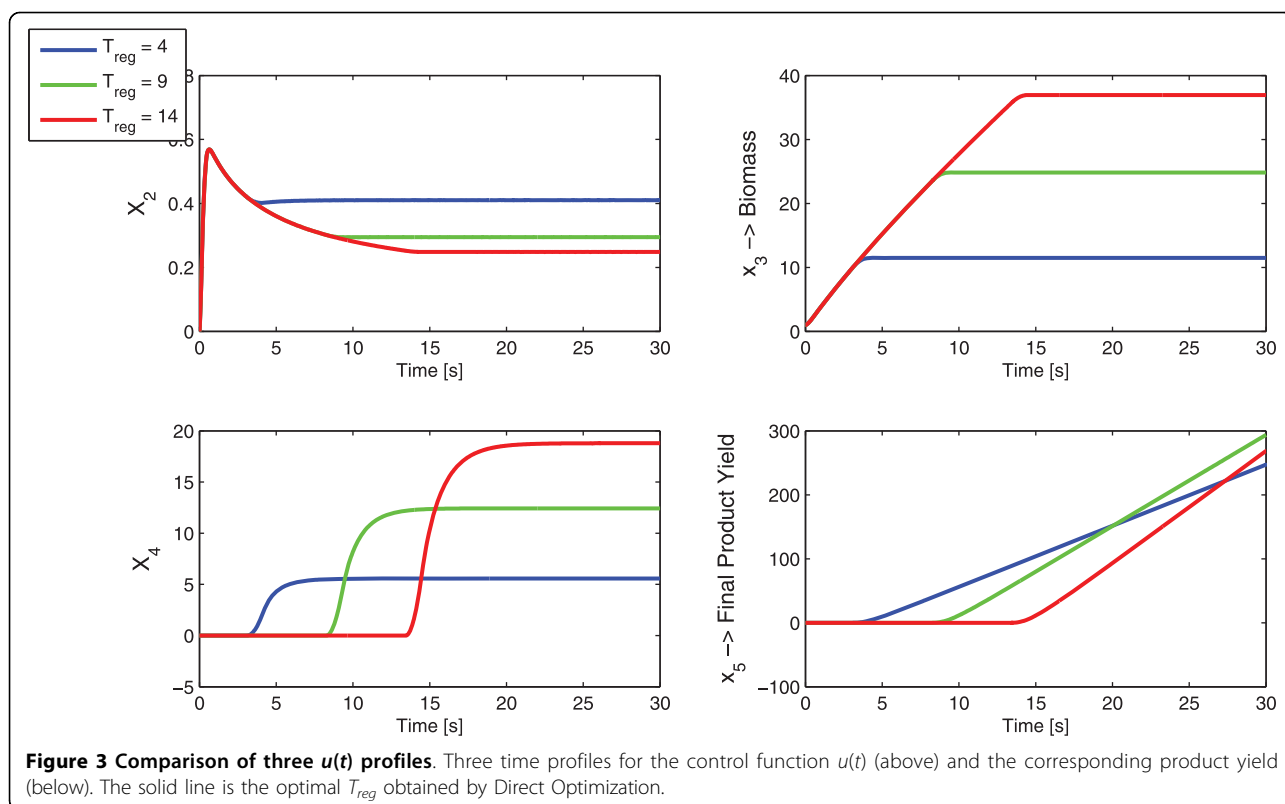 T_reg = 4
T_reg = 9
T_reg = 14
8
0.6
0.4
0.2
0
X_2
0 5 10 15 20 25 30
Time [s]
40
30
20
10
0
x_3 −> Biomass
0 5 10 15 20 25 30
Time [s]
20
15
10
5
0
−5
X_4
0 5 10 15 20 25 30
Time [s]
300
200
100
0
−100
x_5 −> Final Product Yield
0 5 10 15 20 25 30
Time [s]
Figure 3 Comparison of three u(t) profiles. Three time profiles for the control function u(t) (above) and the corresponding product yield
(below). The solid line is the optimal T_reg obtained by Direct Optimization.